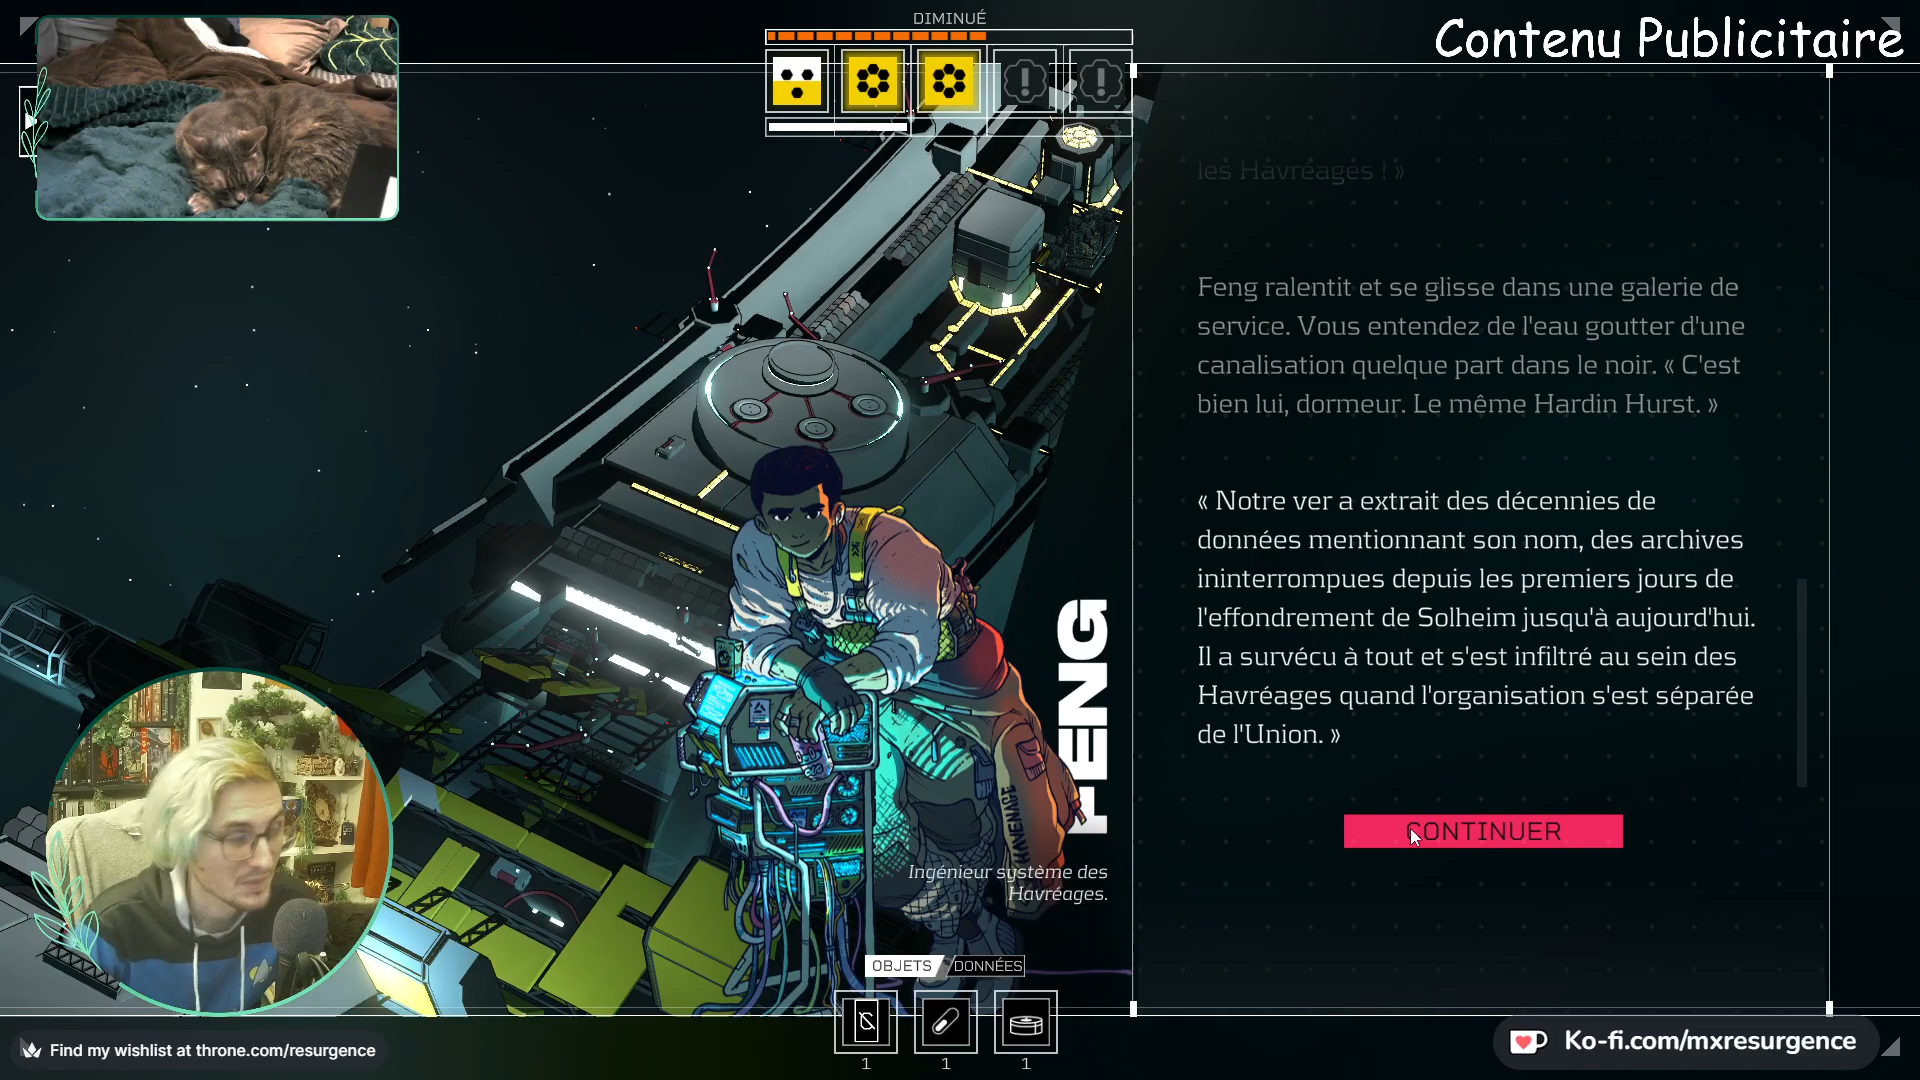 DIMINUÉ
Contenu Publicitaire
les Havréages ! »
Feng ralentit et se glisse dans une galerie de
service. Vous entendez de l'eau goutter d'une
canalisation quelque part dans le noir. « C'est
bien lui, dormeur. Le même Hardin Hurst. »
« Notre ver a extrait des décennies de
données mentionnant son nom, des archives
ininterrompues depuis les premiers jours de
l'effondrement de Solheim jusqu'à aujourd'hui.
Il a survécu à tout et s'est infiltré au sein des
Havréages quand l'organisation s'est séparée
de l'Union. »
CONTINUER
FENG
HAVENAGE
Ingénieur système des
Havréages.
OBJETS
DONNÉES
1
1
1
Find my wishlist at throne.com/resurgence
Ko-fi.com/mxresurgence